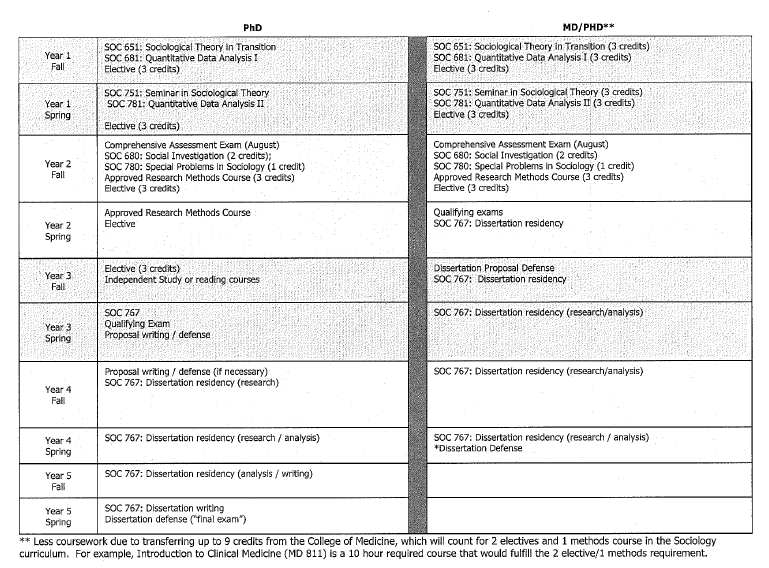 PhD
MD/PHD**
Year 1
Fall
SOC 651: Sociological Theory in Transition
SOC 681: Quantitative Data Analysis I
Elective (3 credits)
SOC 651: Sociological Theory in Transition (3 credits)
SOC 681: Quantitative Data Analysis I (3 credits)
Elective (3 credits)
Year 1
Spring
SOC 751: Seminar in Sociological Theory
SOC 781: Quantitative Data Analysis II
Elective (3 credits)
SOC 751: Seminar in Sociological Theory (3 credits)
SOC 781: Quantitative Data Analysis II (3 credits)
Elective (3 credits)
Year 2
Fall
Comprehensive Assessment Exam (August)
SOC 680: Social Investigation (2 credits);
SOC 780: Special Problems in Sociology (1 credit)
Approved Research Methods Course (3 credits)
Elective (3 credits)
Comprehensive Assessment Exam (August)
SOC 680: Social Investigation (2 credits)
SOC 780: Special Problems in Sociology (1 credit)
Approved Research Methods Course (3 credits)
Elective (3 credits)
Year 2
Spring
Approved Research Methods Course
Elective
Qualifying exams
SOC 767: Dissertation residency
Year 3
Fall
Elective (3 credits)
Independent Study or reading courses
Dissertation Proposal Defense
SOC 767: Dissertation residency
Year 3
Spring
SOC 767
Qualifying Exam
Proposal writing / defense
SOC 767: Dissertation residency (research/analysis)
Year 4
Fall
Proposal writing / defense (if necessary)
SOC 767: Dissertation residency (research)
SOC 767: Dissertation residency (research/analysis)
Year 4
Spring
SOC 767: Dissertation residency (research / analysis)
SOC 767: Dissertation residency (research / analysis)
*Dissertation Defense
Year 5
Fall
SOC 767: Dissertation residency (analysis / writing)
Year 5
Spring
SOC 767: Dissertation writing
Dissertation defense ("final exam")
** Less coursework due to transferring up to 9 credits from the College of Medicine, which will count for 2 electives and 1 methods course in the Sociology
curriculum. For example, Introduction to Clinical Medicine (MD 811) is a 10 hour required course that would fulfill the 2 elective/1 methods requirement.